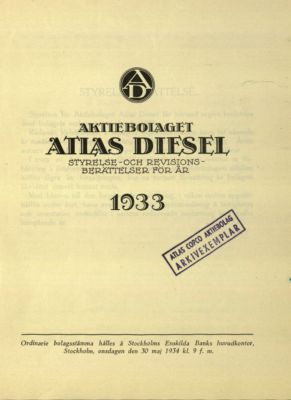 AD
AKTIEBOLAGET
ATLAS DIESEL
STYRELSE-OCH REVISIONS-
BERÄTTELSER FÖR ÅR
1933
ATLAS COPCO AKTIEBOLAG
ARKIVEXEMPLAR
Ordinarie bolagsstämma hålles å Stockholms Enskilda Banks huvudkontor,
Stockholm, onsdagen den 30 maj 1934 kl. 9 f. m.